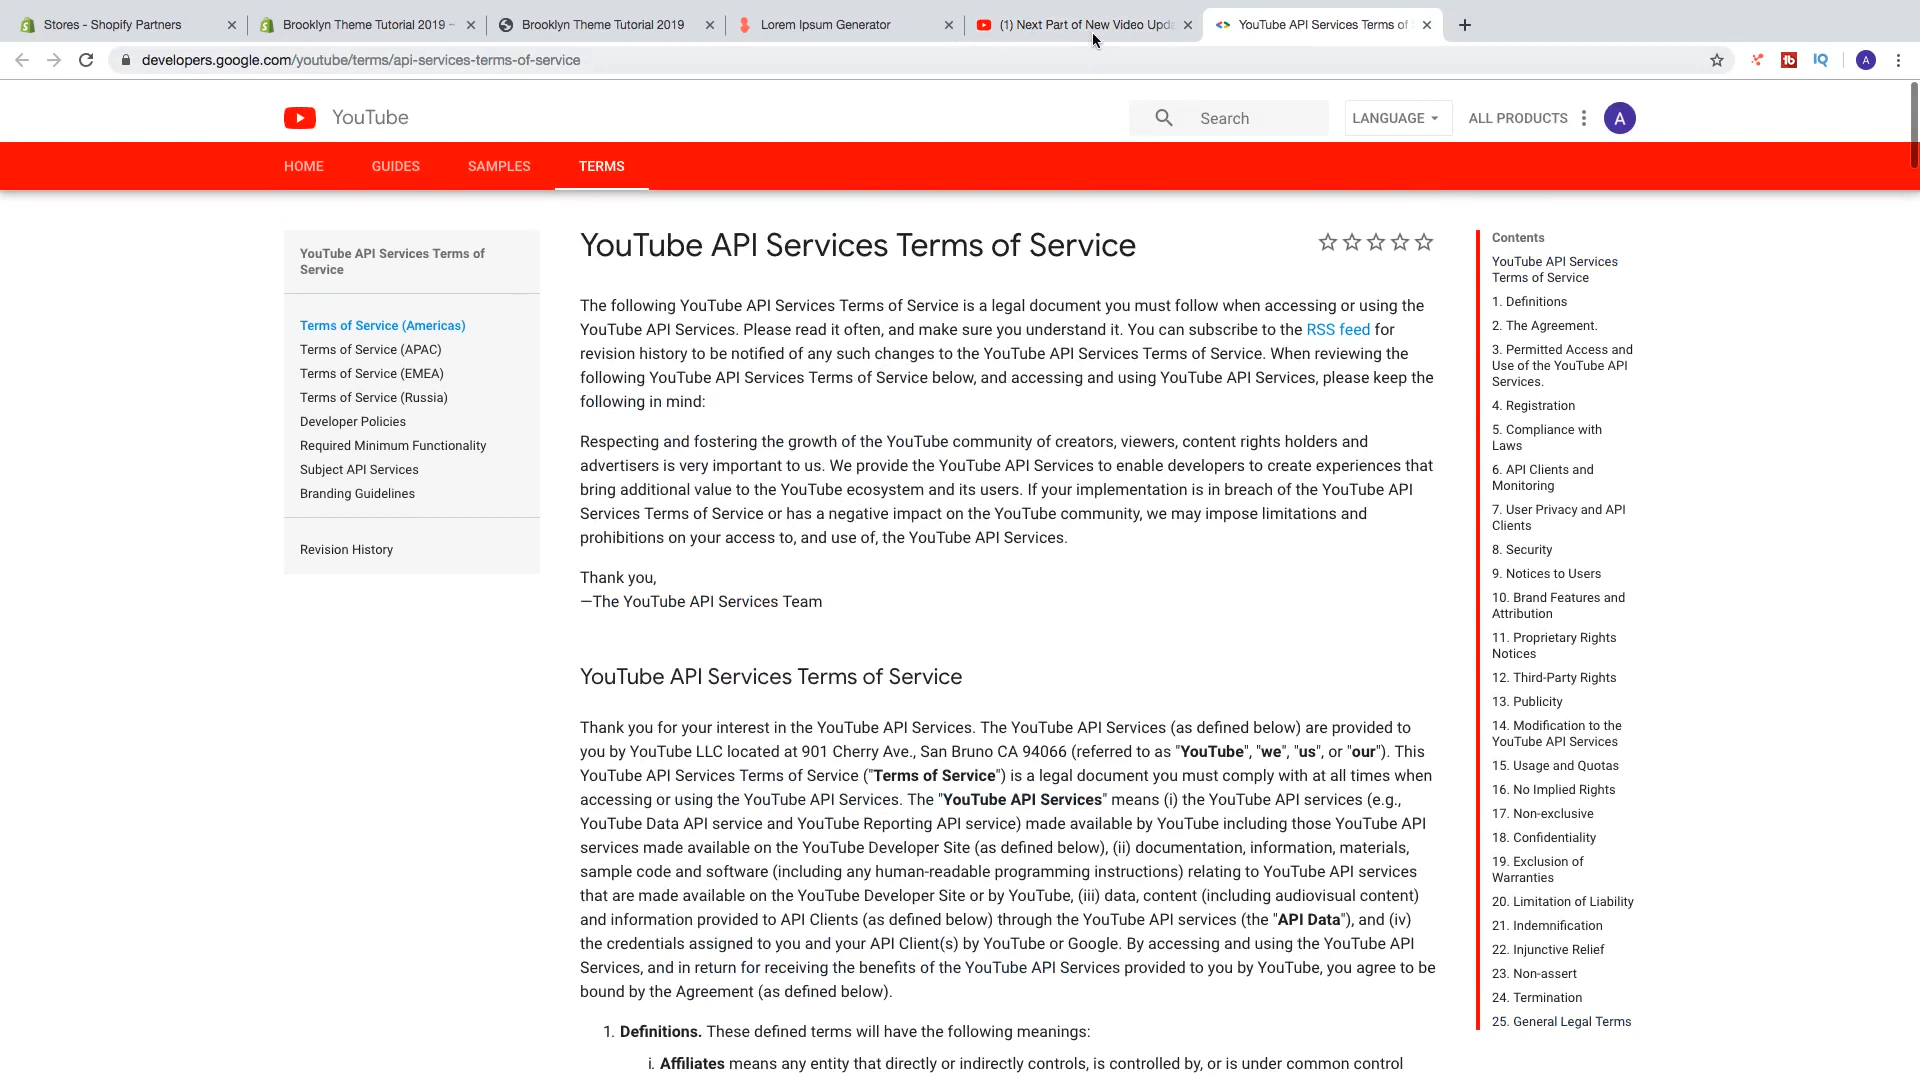 Stores - Shopify Partners
Brooklyn Theme Tutorial 2019 ~
Brooklyn Theme Tutorial 2019
Lorem Ipsum Generator
(1) Next Part of New Video Upda
YouTube API Services Terms of
developers.google.com/youtube/terms/api-services-terms-of-service
YouTube
Search
LANGUAGE
ALL PRODUCTS
A
HOME
GUIDES
SAMPLES
TERMS
YouTube API Services Terms of
Service
Terms of Service (Americas)
Terms of Service (APAC)
Terms of Service (EMEA)
Terms of Service (Russia)
Developer Policies
Required Minimum Functionality
Subject API Services
Branding Guidelines
Revision History
YouTube API Services Terms of Service
The following YouTube API Services Terms of Service is a legal document you must follow when accessing or using the
YouTube API Services. Please read it often, and make sure you understand it. You can subscribe to the RSS feed for
revision history to be notified of any such changes to the YouTube API Services Terms of Service. When reviewing the
following YouTube API Services Terms of Service below, and accessing and using YouTube API Services, please keep the
following in mind:
Respecting and fostering the growth of the YouTube community of creators, viewers, content rights holders and
advertisers is very important to us. We provide the YouTube API Services to enable developers to create experiences that
bring additional value to the YouTube ecosystem and its users. If your implementation is in breach of the YouTube API
Services Terms of Service or has a negative impact on the YouTube community, we may impose limitations and
prohibitions on your access to, and use of, the YouTube API Services.
Thank you,
—The YouTube API Services Team
YouTube API Services Terms of Service
Thank you for your interest in the YouTube API Services. The YouTube API Services (as defined below) are provided to
you by YouTube LLC located at 901 Cherry Ave., San Bruno CA 94066 (referred to as "YouTube", "we", "us", or "our"). This
YouTube API Services Terms of Service ("Terms of Service") is a legal document you must comply with at all times when
accessing or using the YouTube API Services. The "YouTube API Services" means (i) the YouTube API services (e.g.,
YouTube Data API service and YouTube Reporting API service) made available by YouTube including those YouTube API
services made available on the YouTube Developer Site (as defined below), (ii) documentation, information, materials,
sample code and software (including any human-readable programming instructions) relating to YouTube API services
that are made available on the YouTube Developer Site or by YouTube, (iii) data, content (including audiovisual content)
and information provided to API Clients (as defined below) through the YouTube API services (the "API Data"), and (iv)
the credentials assigned to you and your API Client(s) by YouTube or Google. By accessing and using the YouTube API
Services, and in return for receiving the benefits of the YouTube API Services provided to you by YouTube, you agree to be
bound by the Agreement (as defined below).
1. Definitions. These defined terms will have the following meanings:
i. Affiliates means any entity that directly or indirectly controls, is controlled by, or is under common control
Contents
YouTube API Services
Terms of Service
1. Definitions
2. The Agreement.
3. Permitted Access and
Use of the YouTube API
Services.
4. Registration
5. Compliance with
Laws
6. API Clients and
Monitoring
7. User Privacy and API
Clients
8. Security
9. Notices to Users
10. Brand Features and
Attribution
11. Proprietary Rights
Notices
12. Third-Party Rights
13. Publicity
14. Modification to the
YouTube API Services
15. Usage and Quotas
16. No Implied Rights
17. Non-exclusive
18. Confidentiality
19. Exclusion of
Warranties
20. Limitation of Liability
21. Indemnification
22. Injunctive Relief
23. Non-assert
24. Termination
25. General Legal Terms